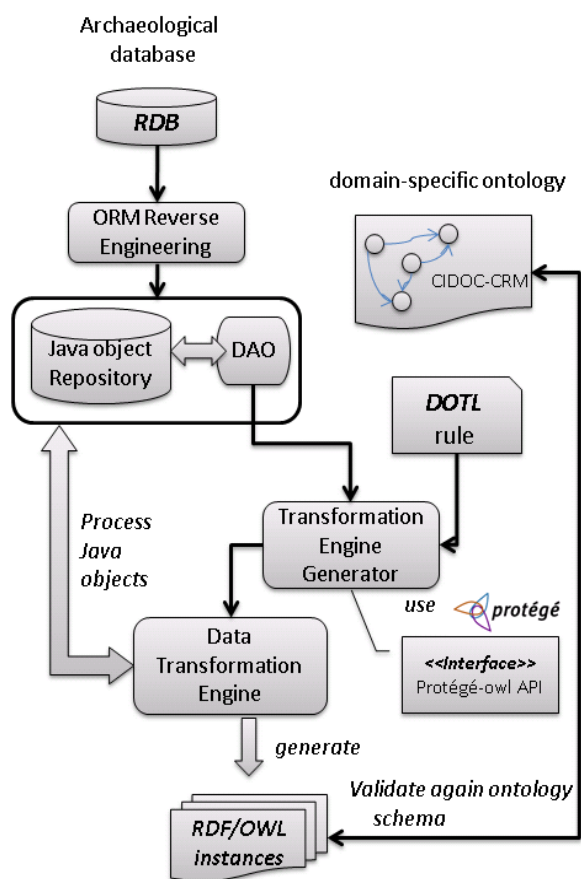 Archaeological
database
RDB
ORM Reverse
Engineering
domain-specific ontology
CIDOC-CRM
Java object
Repository
DAO
DOTL
rule
Process
Java
objects
Transformation
Engine
Generator
use
protégé
<<Interface>>
Protégé-owl API
Data
Transformation
Engine
generate
Validate again ontology
schema
RDF/OWL
instances